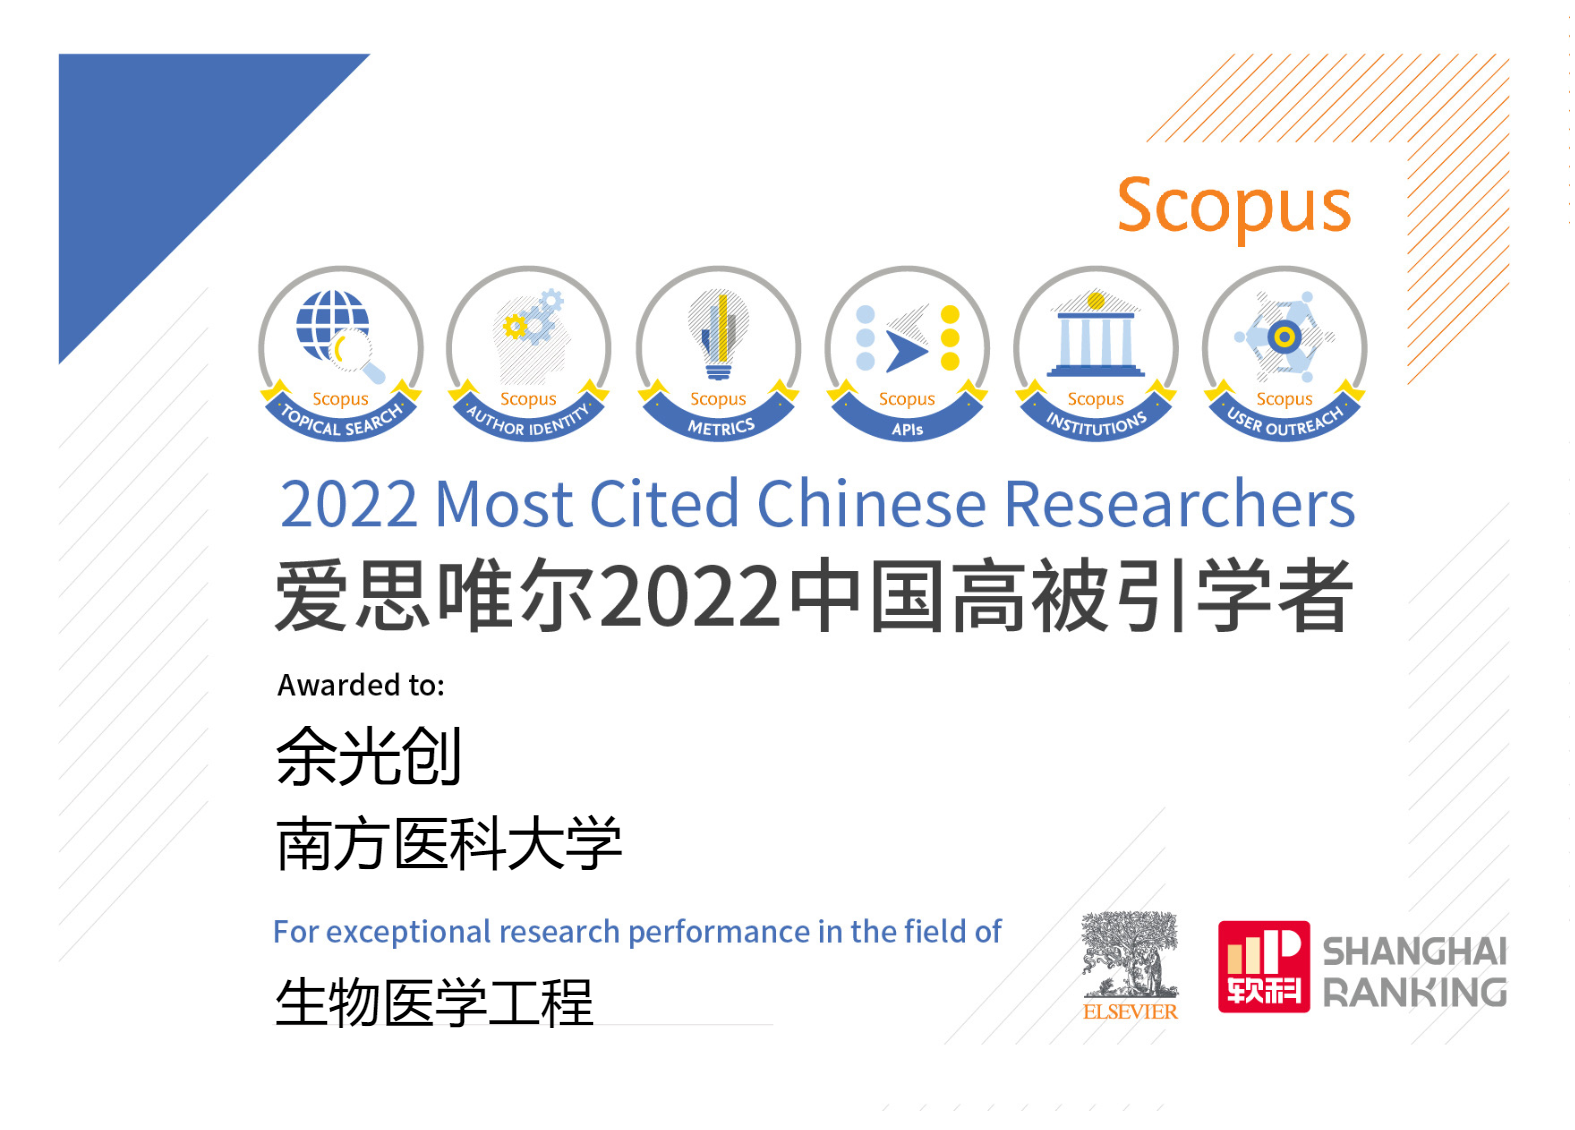 Scopus
Scopus
TOPICAL SEARCH
Scopus
AUTHOR IDENTITY
Scopus
METRICS
Scopus
APIs
Scopus
INSTITUTIONS
Scopus
USER OUTREACH
2022 Most Cited Chinese Researchers
爱思唯尔2022中国高被引学者
Awarded to:
余光创
南方医科大学
For exceptional research performance in the field of
生物医学工程
ELSEVIER
软科
SHANGHAI
RANKING